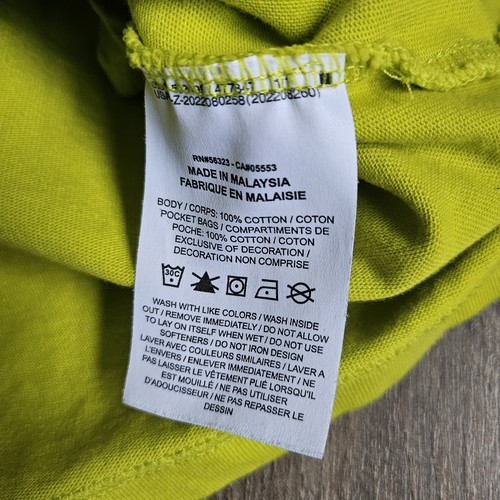 USA-Z-2022080258 (202208260)
RN#56323 - CA#05553
MADE IN MALAYSIA
FABRIQUE EN MALAISIE
BODY / CORPS: 100% COTTON / COTON
POCKET BAGS / COMPARTIMENTS DE
POCHE: 100% COTTON / COTON
EXCLUSIVE OF DECORATION /
DECORATION NON COMPRISE
30C
WASH WITH LIKE COLORS / WASH INSIDE
OUT / REMOVE IMMEDIATELY / DO NOT ALLOW
TO LAY ON ITSELF WHEN WET / DO NOT USE
SOFTENERS / DO NOT IRON DESIGN
LAVER AVEC COULEURS SIMILAIRES / LAVER A
L'ENVERS / ENLEVER IMMEDIATEMENT / NE
PAS LAISSER LE VÊTEMENT PLIÉ LORSQU'IL
EST MOUILLÉ / NE PAS UTILISER
D'ADOUCISSEUR / NE PAS REPASSER LE
DESSIN